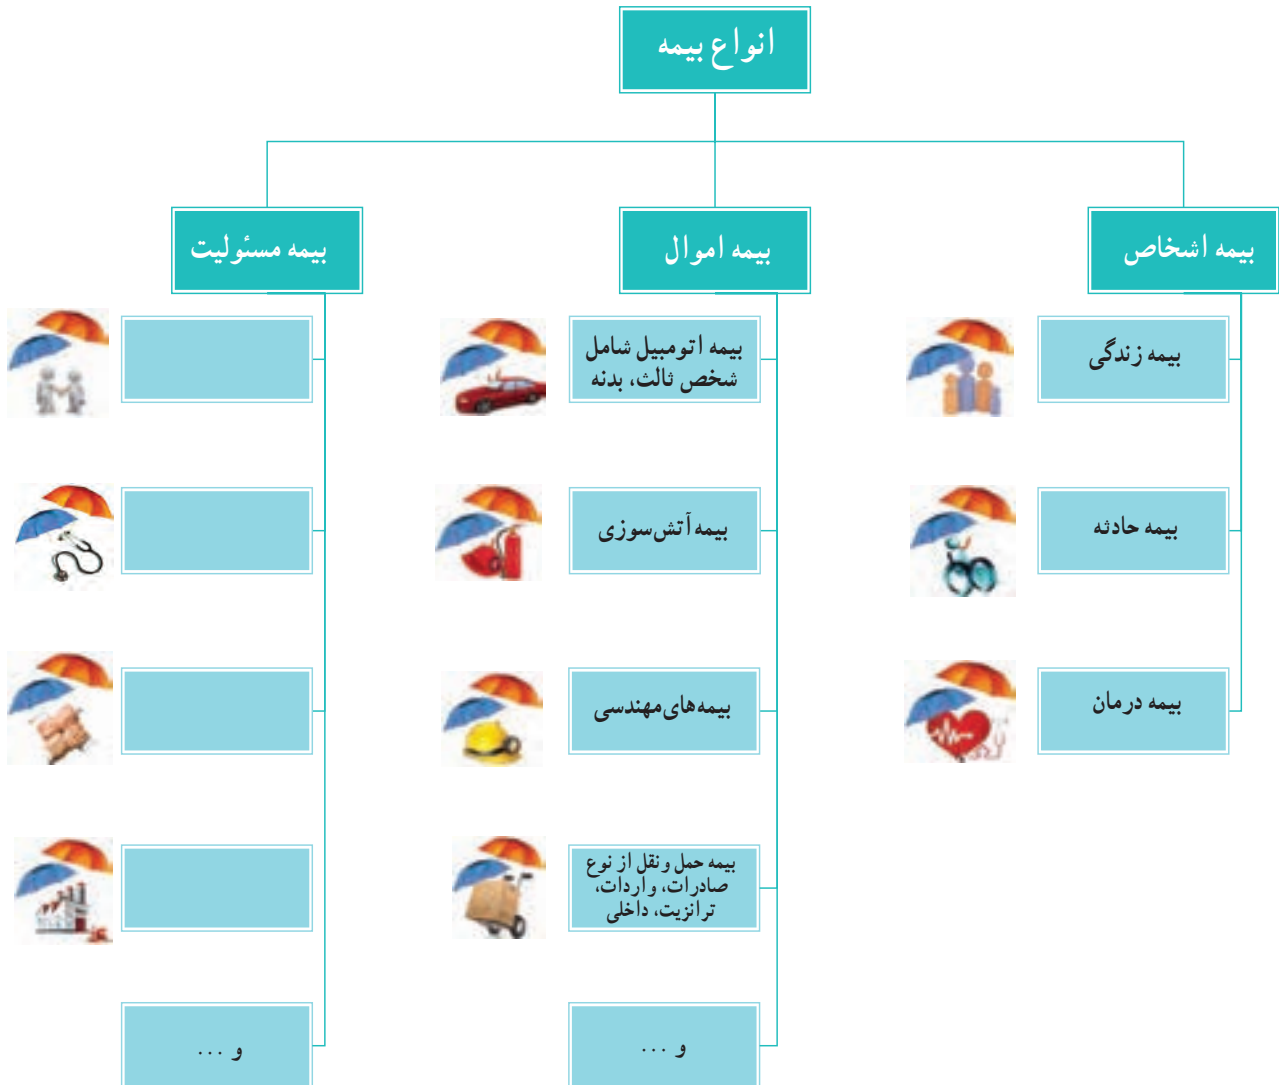 انواع بیمه
بیمه اشخاص
بیمه زندگی
بیمه حادثه
بیمه درمان
بیمه اموال
بیمه اتومبیل شامل
شخص ثالث، بدنه
بیمه آتش‌سوزی
بیمه‌های مهندسی
بیمه حمل و نقل از نوع
صادرات، واردات،
ترانزیت، داخلی
و ...
بیمه مسئولیت
و ...